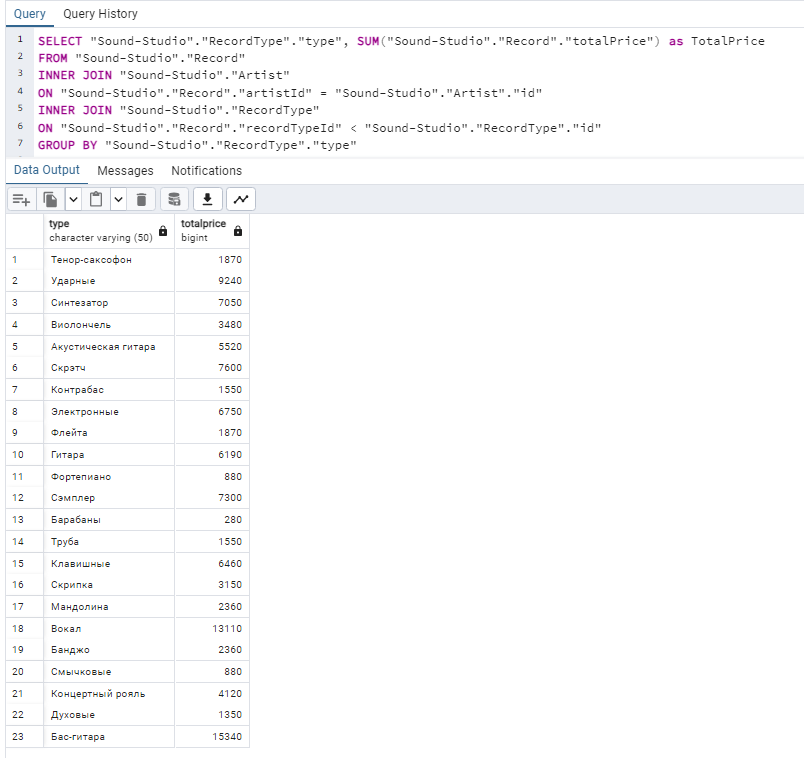 Query Query History
1 SELECT "Sound-Studio"."RecordType"."type", SUM("Sound-Studio"."Record"."totalPrice") as TotalPrice
2 FROM "Sound-Studio"."Record"
3 INNER JOIN "Sound-Studio"."Artist"
4 ON "Sound-Studio"."Record"."artistId" = "Sound-Studio"."Artist"."id"
5 INNER JOIN "Sound-Studio"."RecordType"
6 ON "Sound-Studio"."Record"."recordTypeId" < "Sound-Studio"."RecordType"."id"
7 GROUP BY "Sound-Studio"."RecordType"."type"
Data Output Messages Notifications
type totalprice
character varying (50) bigint
1 Тенор-саксофон 1870
2 Ударные 9240
3 Синтезатор 7050
4 Виолончель 3480
5 Акустическая гитара 5520
6 Скрэтч 7600
7 Контрабас 1550
8 Электронные 6750
9 Флейта 1870
10 Гитара 6190
11 Фортепиано 880
12 Сэмплер 7300
13 Барабаны 280
14 Труба 1550
15 Клавишные 6460
16 Скрипка 3150
17 Мандолина 2360
18 Вокал 13110
19 Банджо 2360
20 Смычковые 880
21 Концертный рояль 4120
22 Духовые 1350
23 Бас-гитара 15340